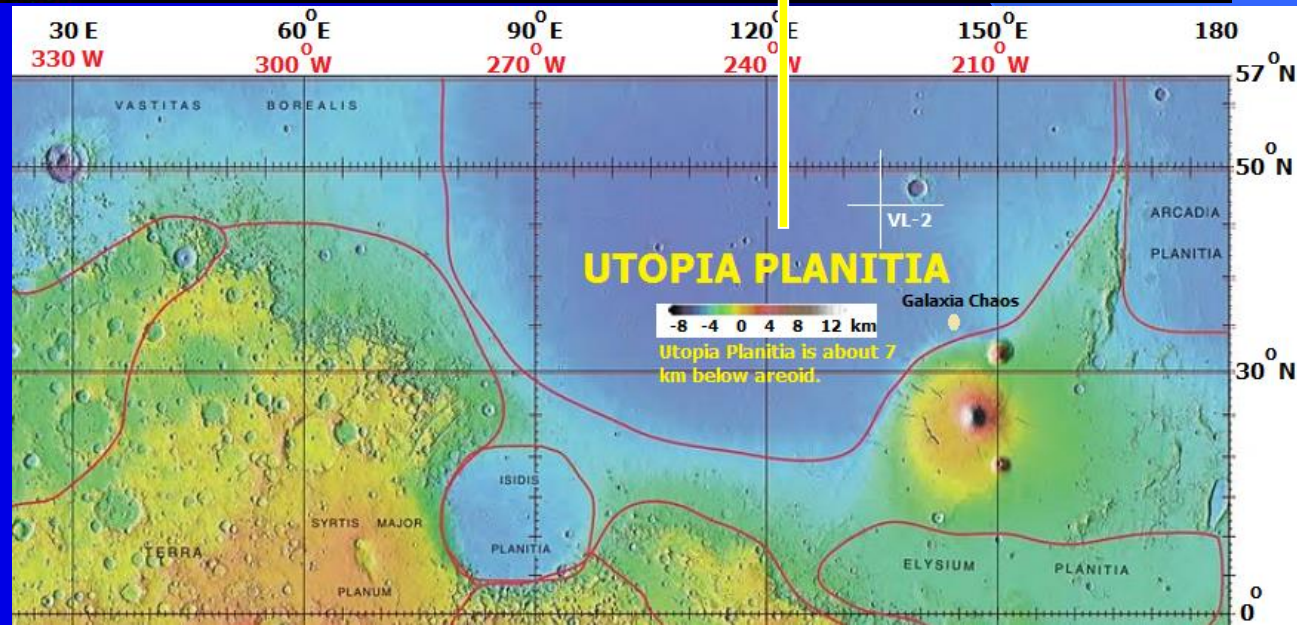 30 E 60°E 90°E 120° 150°E 180
330 W 300°W 270°W 240°W 210°W
57°N
VASTITAS BOREALIS
50°N
ARCADIA
VL-2
PLANITIA
UTOPIA PLANITIA
Galaxia Chaos
-8 -4 0 4 8 12 km
Utopia Planitia is about 7
km below areoid.
30°N
ISIDIS
SYRTIS MAJOR
PLANITIA
TERRA
ELYSIUM PLANITIA
PLANUM
0°